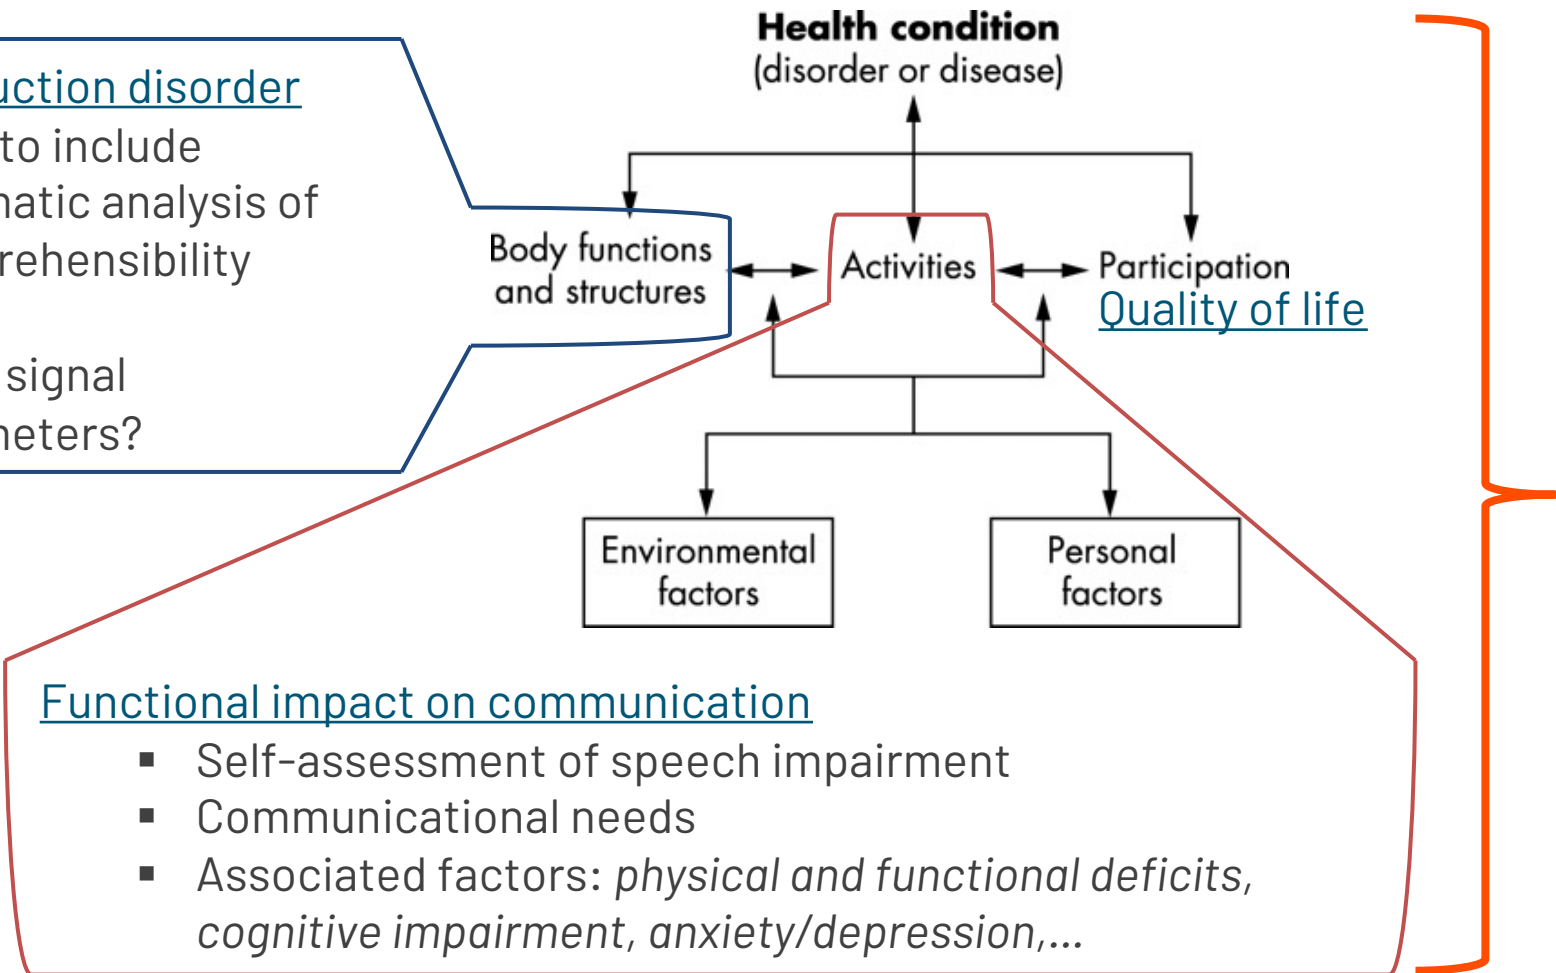 Health condition
(disorder or disease)
uction disorder
to include
natic analysis of
rehensibility
signal
neters?
Body functions
and structures
Activities
Participation
Quality of life
Environmental
factors
Personal
factors
Functional impact on communication
▪ Self-assessment of speech impairment
▪ Communicational needs
▪ Associated factors: physical and functional deficits,
cognitive impairment, anxiety/depression,...